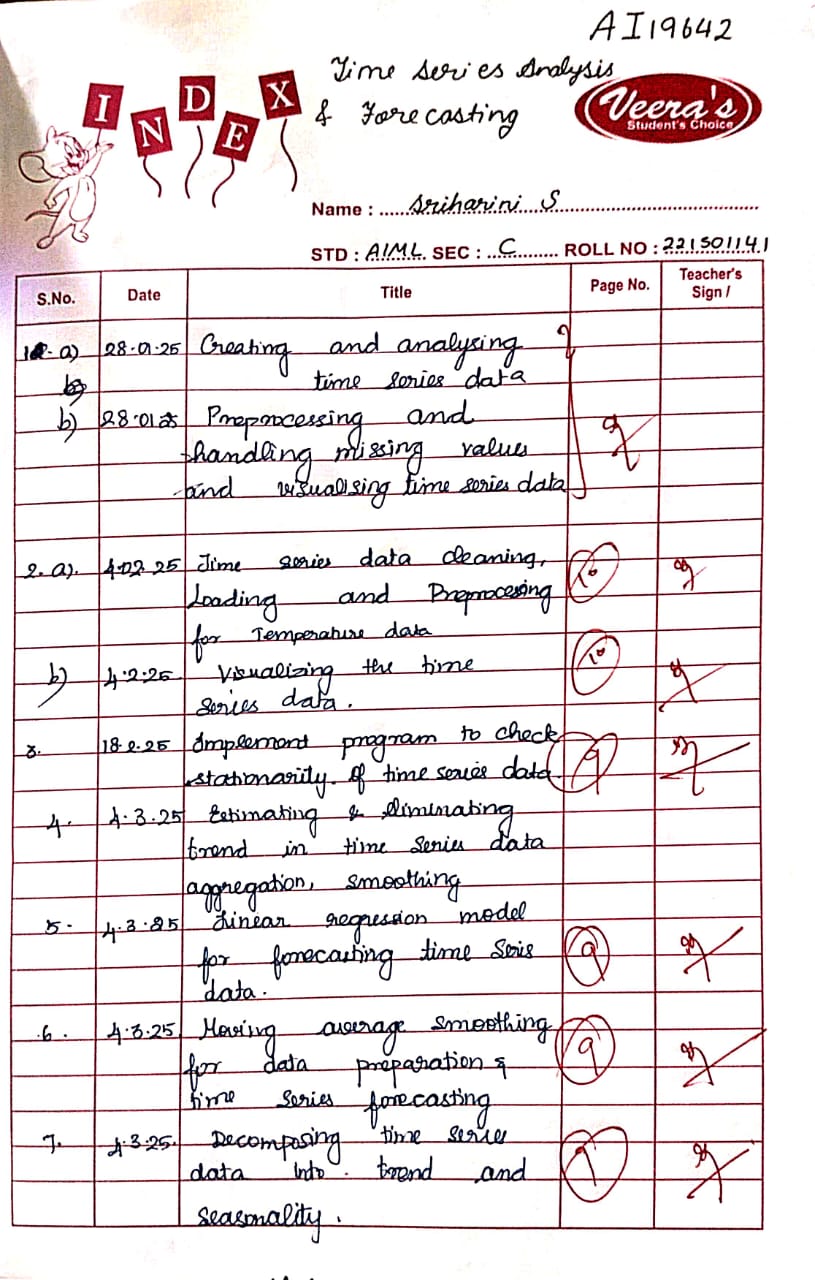 AI19642
Time Series Analysis
& Forecasting
INDEX
Veera's
Student's Choice
Name : Sriharini S
STD : AIML SEC : C ROLL NO : 221501141
S.No. Date Title Page No. Teacher's Sign /
1. a) 28.01.25 Creating and analysing
time series data
b) 28.01.25 Preprocessing and
handling missing values
and visualising time series data
2. a). 4.02.25 Time series data cleaning,
Loading and Preprocessing 10
for Temperature data
b) 4.2.25 Visualizing the time 10
series data.
3. 18.2.25 Implement program to check
stationarity of time series data. 9
4. 4.3.25 Estimating & eliminating
trend in time series data
aggregation, smoothing
5. 4.3.25 Linear regression model
for forecasting time Seris 9
data.
6. 4.3.25 Moving average smoothing
for data preparation & 9
time series forecasting
7. 4.3.25. Decomposing time series
data into trend and 9
seasonality.